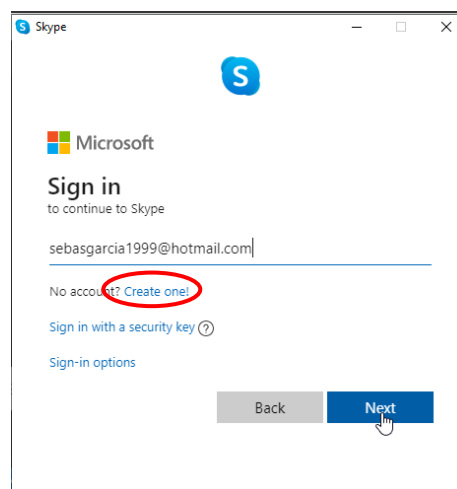 Skype
Microsoft
Sign in
to continue to Skype
sebasgarcia1999@hotmail.com
No account? Create one!
Sign in with a security key ?
Sign-in options
Back Next